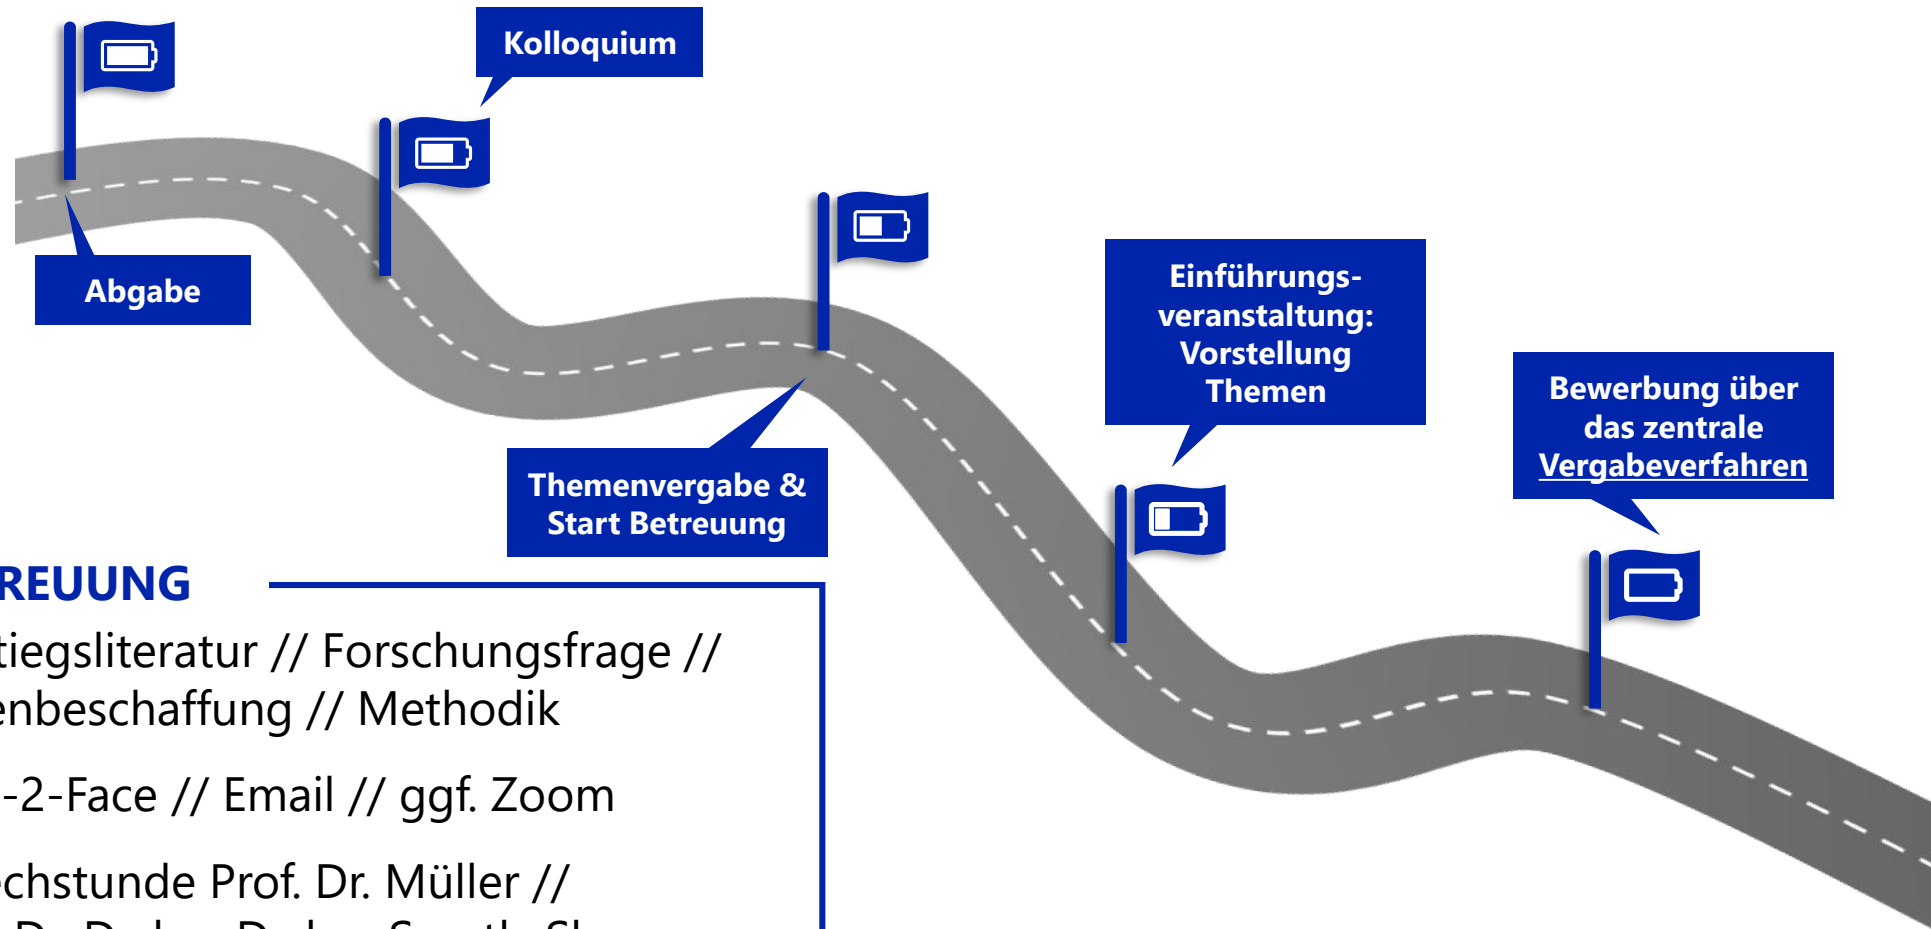 Kolloquium
Abgabe
Einführungs-
veranstaltung:
Vorstellung
Themen
Bewerbung über
das zentrale
Vergabeverfahren
Themenvergabe &
Start Betreuung
REUUNG
tiegsliteratur // Forschungsfrage //
enbeschaffung // Methodik
-2-Face // Email // ggf. Zoom
echstunde Prof. Dr. Müller //